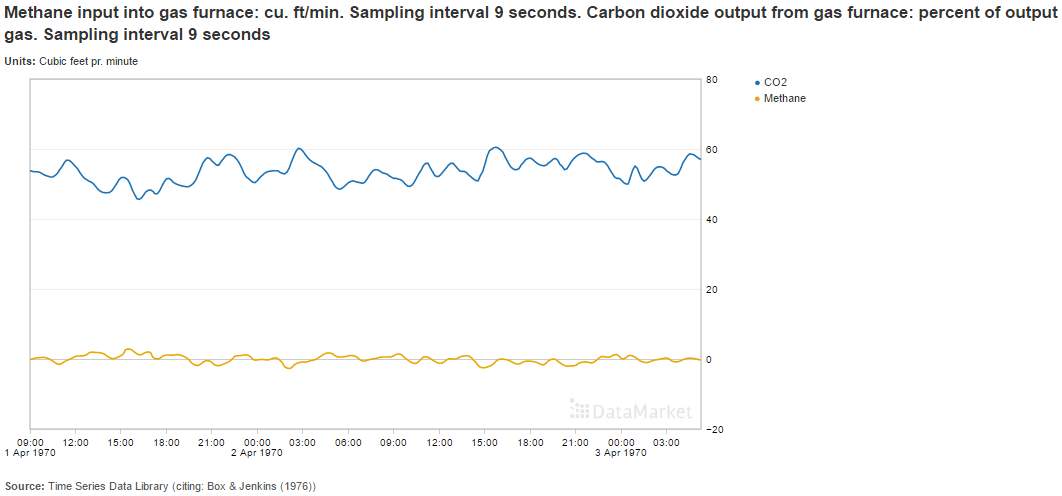 Methane input into gas furnace: cu. ft/min. Sampling interval 9 seconds. Carbon dioxide output from gas furnace: percent of output
gas. Sampling interval 9 seconds
Units: Cubic feet pr. minute
80
60
40
20
0
−20
CO2
Methane
DataMarket
09:00 12:00 15:00 18:00 21:00 00:00 03:00 06:00 09:00 12:00 15:00 18:00 21:00 00:00 03:00
1 Apr 1970 2 Apr 1970 3 Apr 1970
Source: Time Series Data Library (citing: Box & Jenkins (1976))